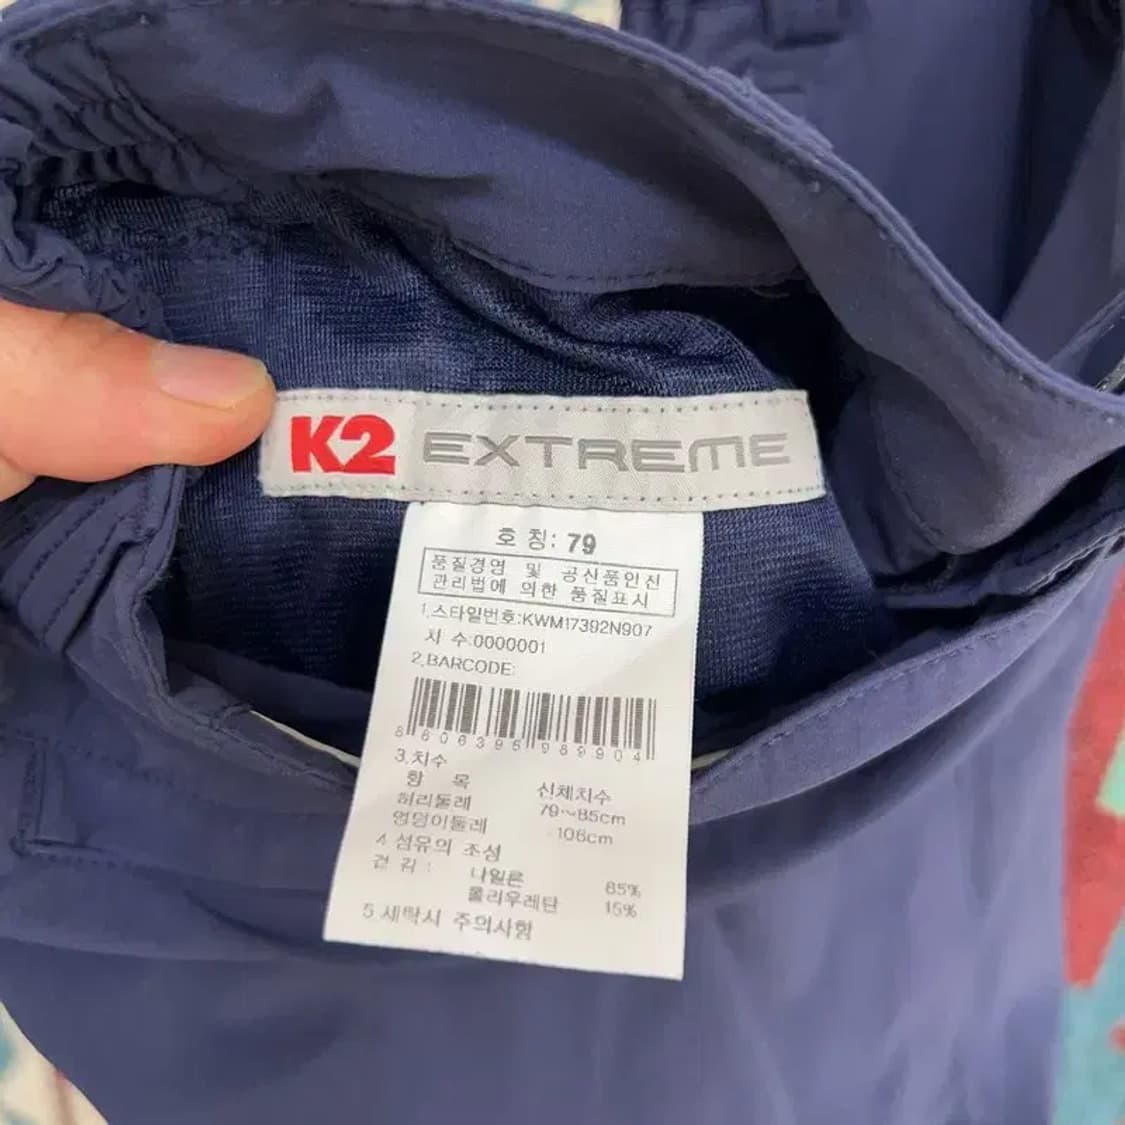 K2 EXTREME
호 칭: 79
품질경영 및 공산품안전
관리법에 의한 품질표시
1.스타일번호:KWM17392N907
치 수:0000001
2.BARCODE:
8 806395 989904
3.치수
항 목 신체치수
허리둘레 79~85cm
엉덩이둘레 106cm
4.섬유의 조성
겉 감 : 나일론 85%
폴리우레탄 15%
5.세탁시 주의사항